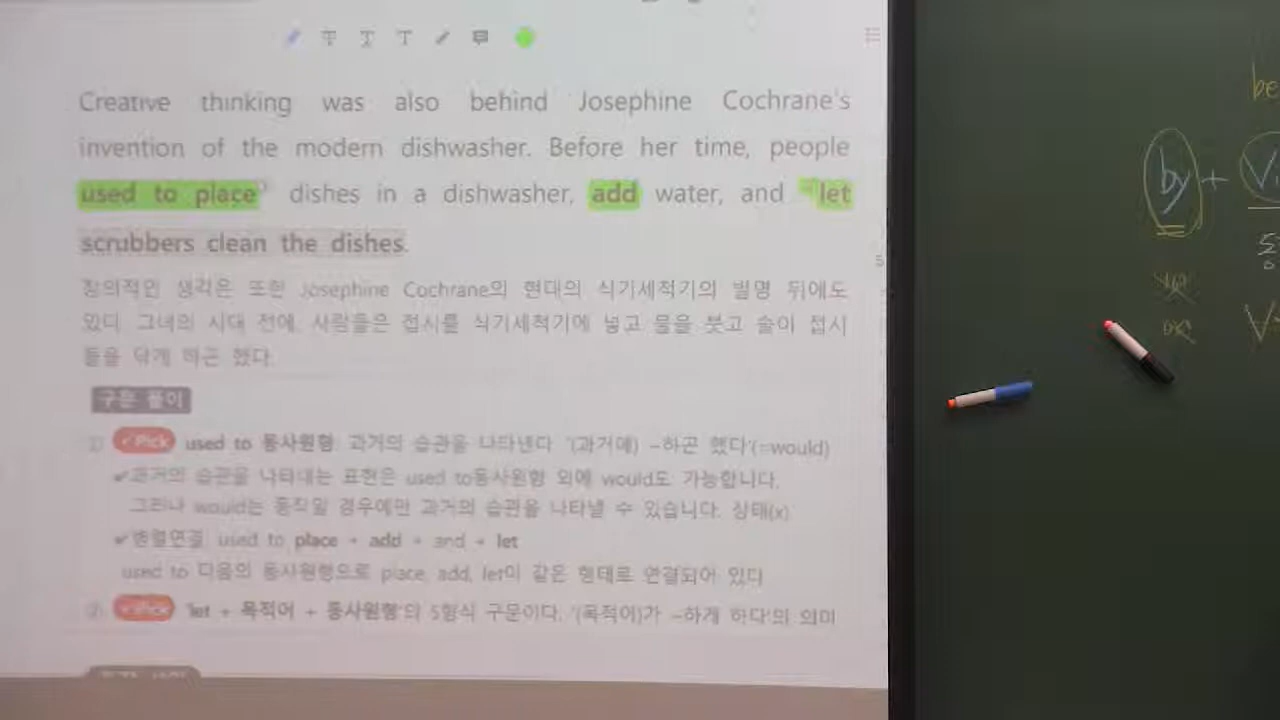 Creative thinking was also behind Josephine Cochrane's
invention of the modern dishwasher. Before her time, people
used to place¹⁾ dishes in a dishwasher, add water, and ²⁾let
scrubbers clean the dishes.
창의적인 생각은 또한 Josephine Cochrane의 현대의 식기세척기의 발명 뒤에도
있다. 그녀의 시대 전에, 사람들은 접시를 식기세척기에 넣고 물을 붓고 솔이 접시
들을 닦게 하곤 했다.
구문 풀이
1) ✓Pick used to 동사원형: 과거의 습관을 나타낸다. '(과거에) ~하곤 했다'(=would)
✔과거의 습관을 나타내는 표현은 used to동사원형 외에 would도 가능합니다.
그러나 would는 동작일 경우에만 과거의 습관을 나타낼 수 있습니다. 상태(x)
✔병렬연결: used to place + add + and + let
used to 다음의 동사원형으로 place, add, let이 같은 형태로 연결되어 있다
2) ✓Pick 'let + 목적어 + 동사원형'의 5형식 구문이다. '(목적어)가 ~하게 하다'의 의미
5
be
by + V